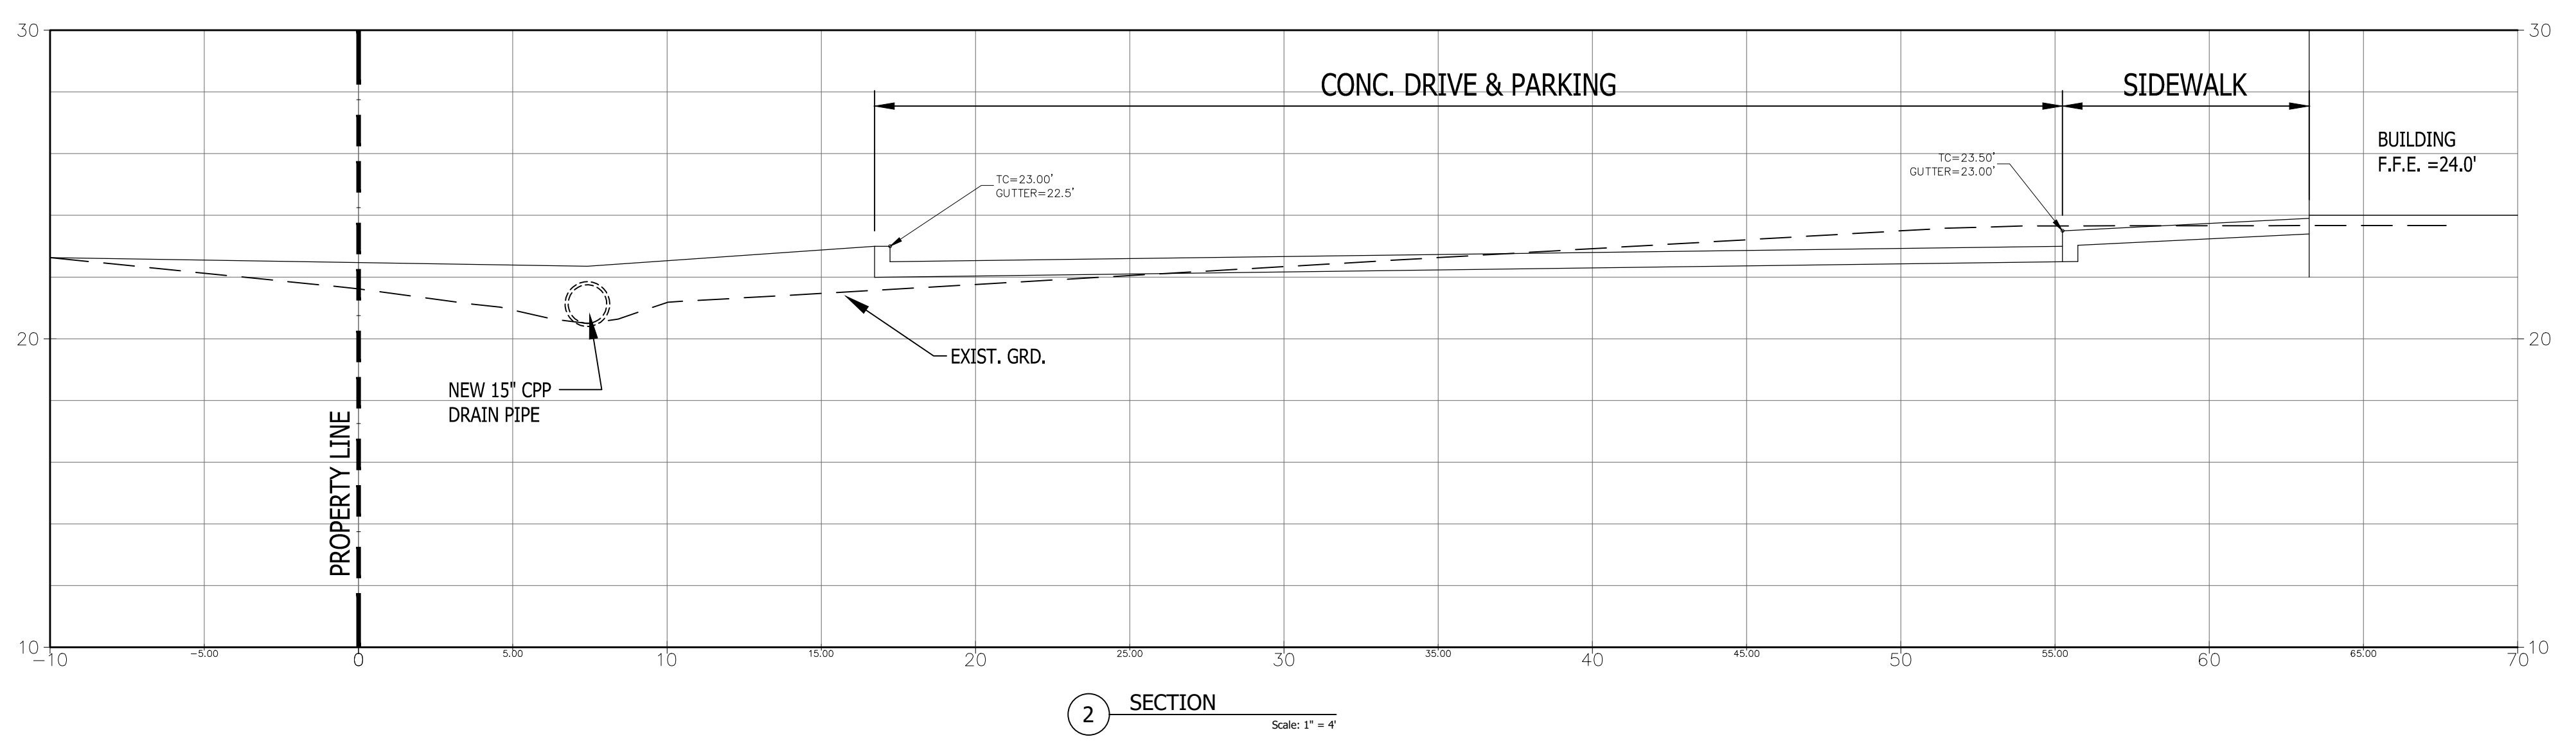 30
30
CONC. DRIVE & PARKING
SIDEWALK
BUILDING
F.F.E. =24.0'
TC=23.50'
GUTTER=23.00'
TC=23.00'
GUTTER=22.5'
20
20
EXIST. GRD.
NEW 15" CPP
DRAIN PIPE
PROPERTY LINE
10
10
-10
-5.00
0
5.00
10
15.00
20
25.00
30
35.00
40
45.00
50
55.00
60
65.00
70
2
SECTION
Scale: 1" = 4'